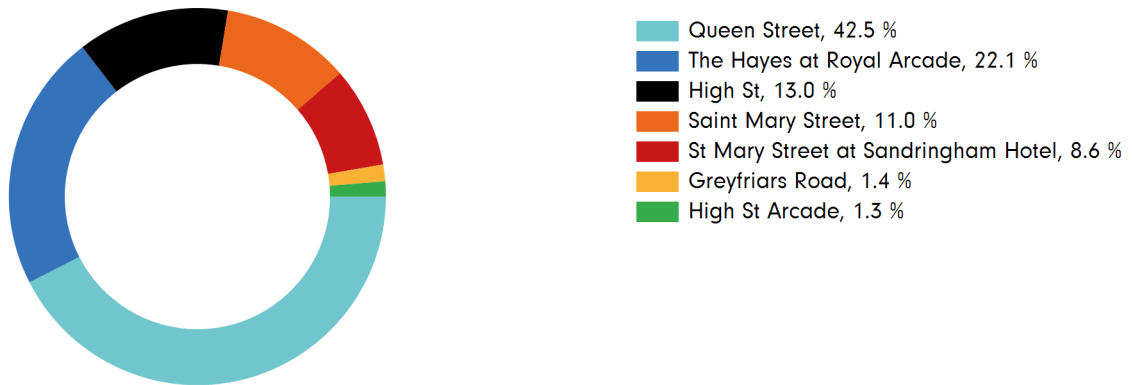 Queen Street, 42.5 %
The Hayes at Royal Arcade, 22.1 %
High St, 13.0 %
Saint Mary Street, 11.0 %
St Mary Street at Sandringham Hotel, 8.6 %
Greyfriars Road, 1.4 %
High St Arcade, 1.3 %